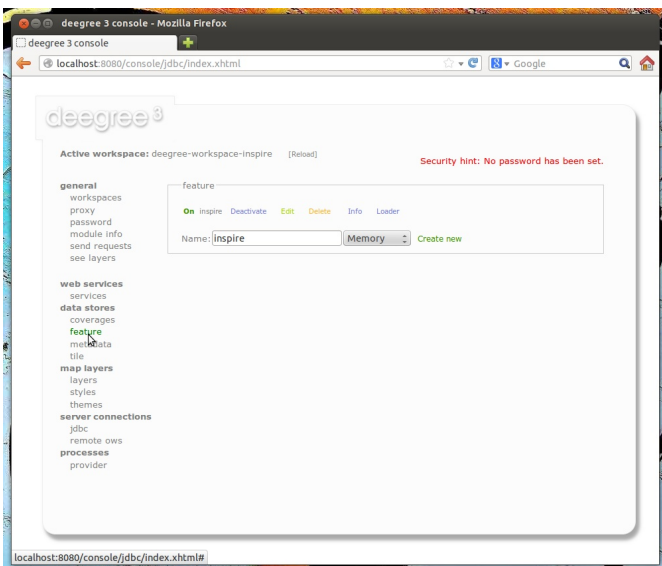 deegree 3 console - Mozilla Firefox
deegree 3 console
localhost:8080/console/jdbc/index.xhtml
Google
deegree 3
Active workspace: deegree-workspace-inspire [Reload]
Security hint: No password has been set.
general
workspaces
proxy
password
module info
send requests
see layers
web services
services
data stores
coverages
feature
metadata
tile
map layers
layers
styles
themes
server connections
jdbc
remote ows
processes
provider
feature
On inspire Deactivate Edit Delete Info Loader
Name: inspire Memory Create new
localhost:8080/console/jdbc/index.xhtml#